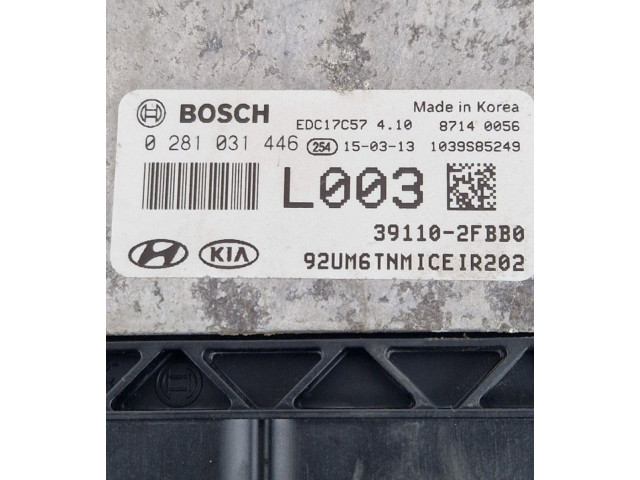 BOSCH
Made in Korea
EDC17C57 4.10 8714 0056
0 281 031 446 254 15-03-13 1039S85249
L003
39110-2FBB0
KIA
92UM6TNMICEIR202